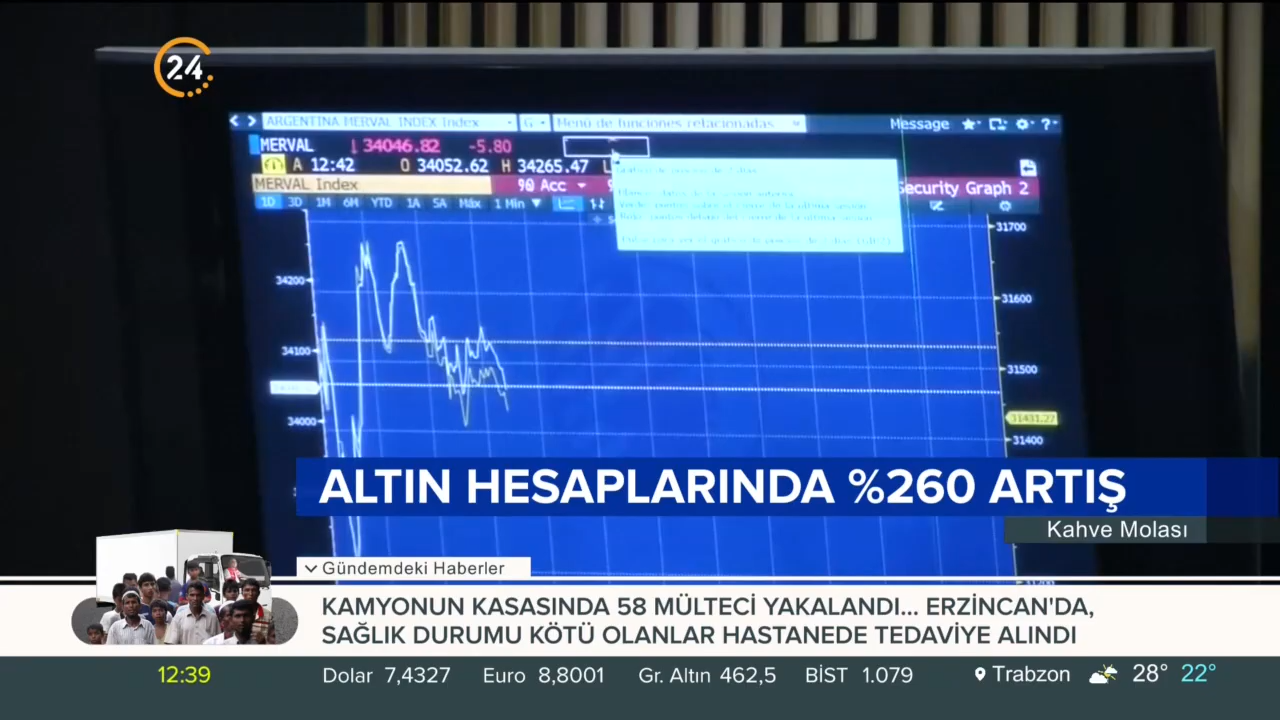 24
ARGENTINA MERVAL INDEX Index
G
Menú de funciones relacionadas
Message
?
MERVAL
34046.82
-5.80
A 12:42
O 34052.62
H 34265.47
L
MERVAL Index
90 Acc
Security Graph 2
1D 3D 1M 6M YTD 1A 5A Máx 1 Min
31700
34200
31600
34100
31500
34000
31431.27
31400
ALTIN HESAPLARINDA %260 ARTIŞ
Kahve Molası
Gündemdeki Haberler
KAMYONUN KASASINDA 58 MÜLTECİ YAKALANDI... ERZİNCAN'DA,
SAĞLIK DURUMU KÖTÜ OLANLAR HASTANEDE TEDAVİYE ALINDI
12:39 Dolar 7,4327 Euro 8,8001 Gr. Altın 462,5 BİST 1.079 Trabzon 28° 22°